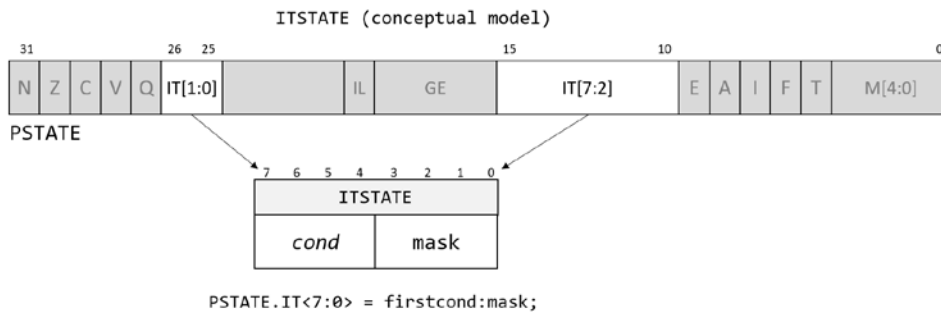 ITSTATE (conceptual model)
31 26 25 15 10 0
N Z C V Q IT[1:0] IL GE IT[7:2] E A I F T M[4:0]
PSTATE
7 6 5 4 3 2 1 0
ITSTATE
cond mask
PSTATE.IT<7:0> = firstcond:mask;